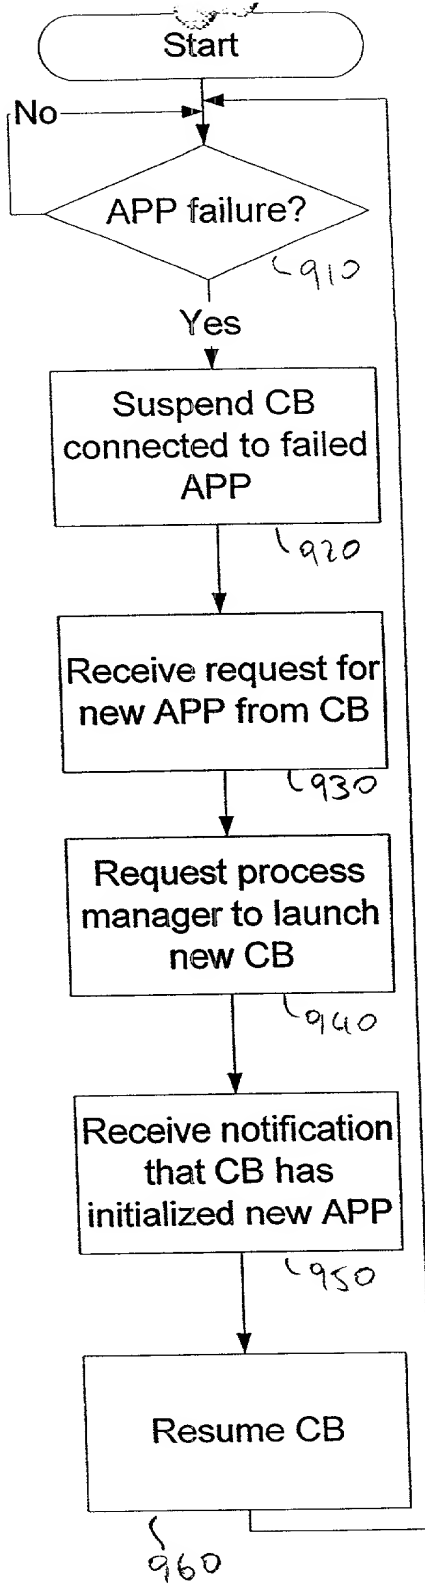 Start
No
APP failure?
910
Yes
Suspend CB
connected to failed
APP
920
Receive request for
new APP from CB
930
Request process
manager to launch
new CB
940
Receive notification
that CB has
initialized new APP
950
Resume CB
960